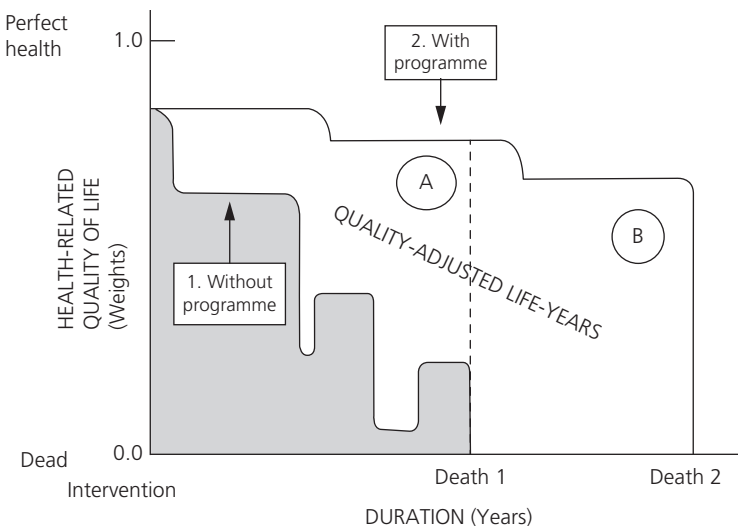 Perfect
health
1.0
2. With
programme
A
B
QUALITY-ADJUSTED LIFE-YEARS
HEALTH-RELATED
QUALITY OF LIFE
(Weights)
1. Without
programme
Dead
0.0
Intervention
Death 1
Death 2
DURATION (Years)